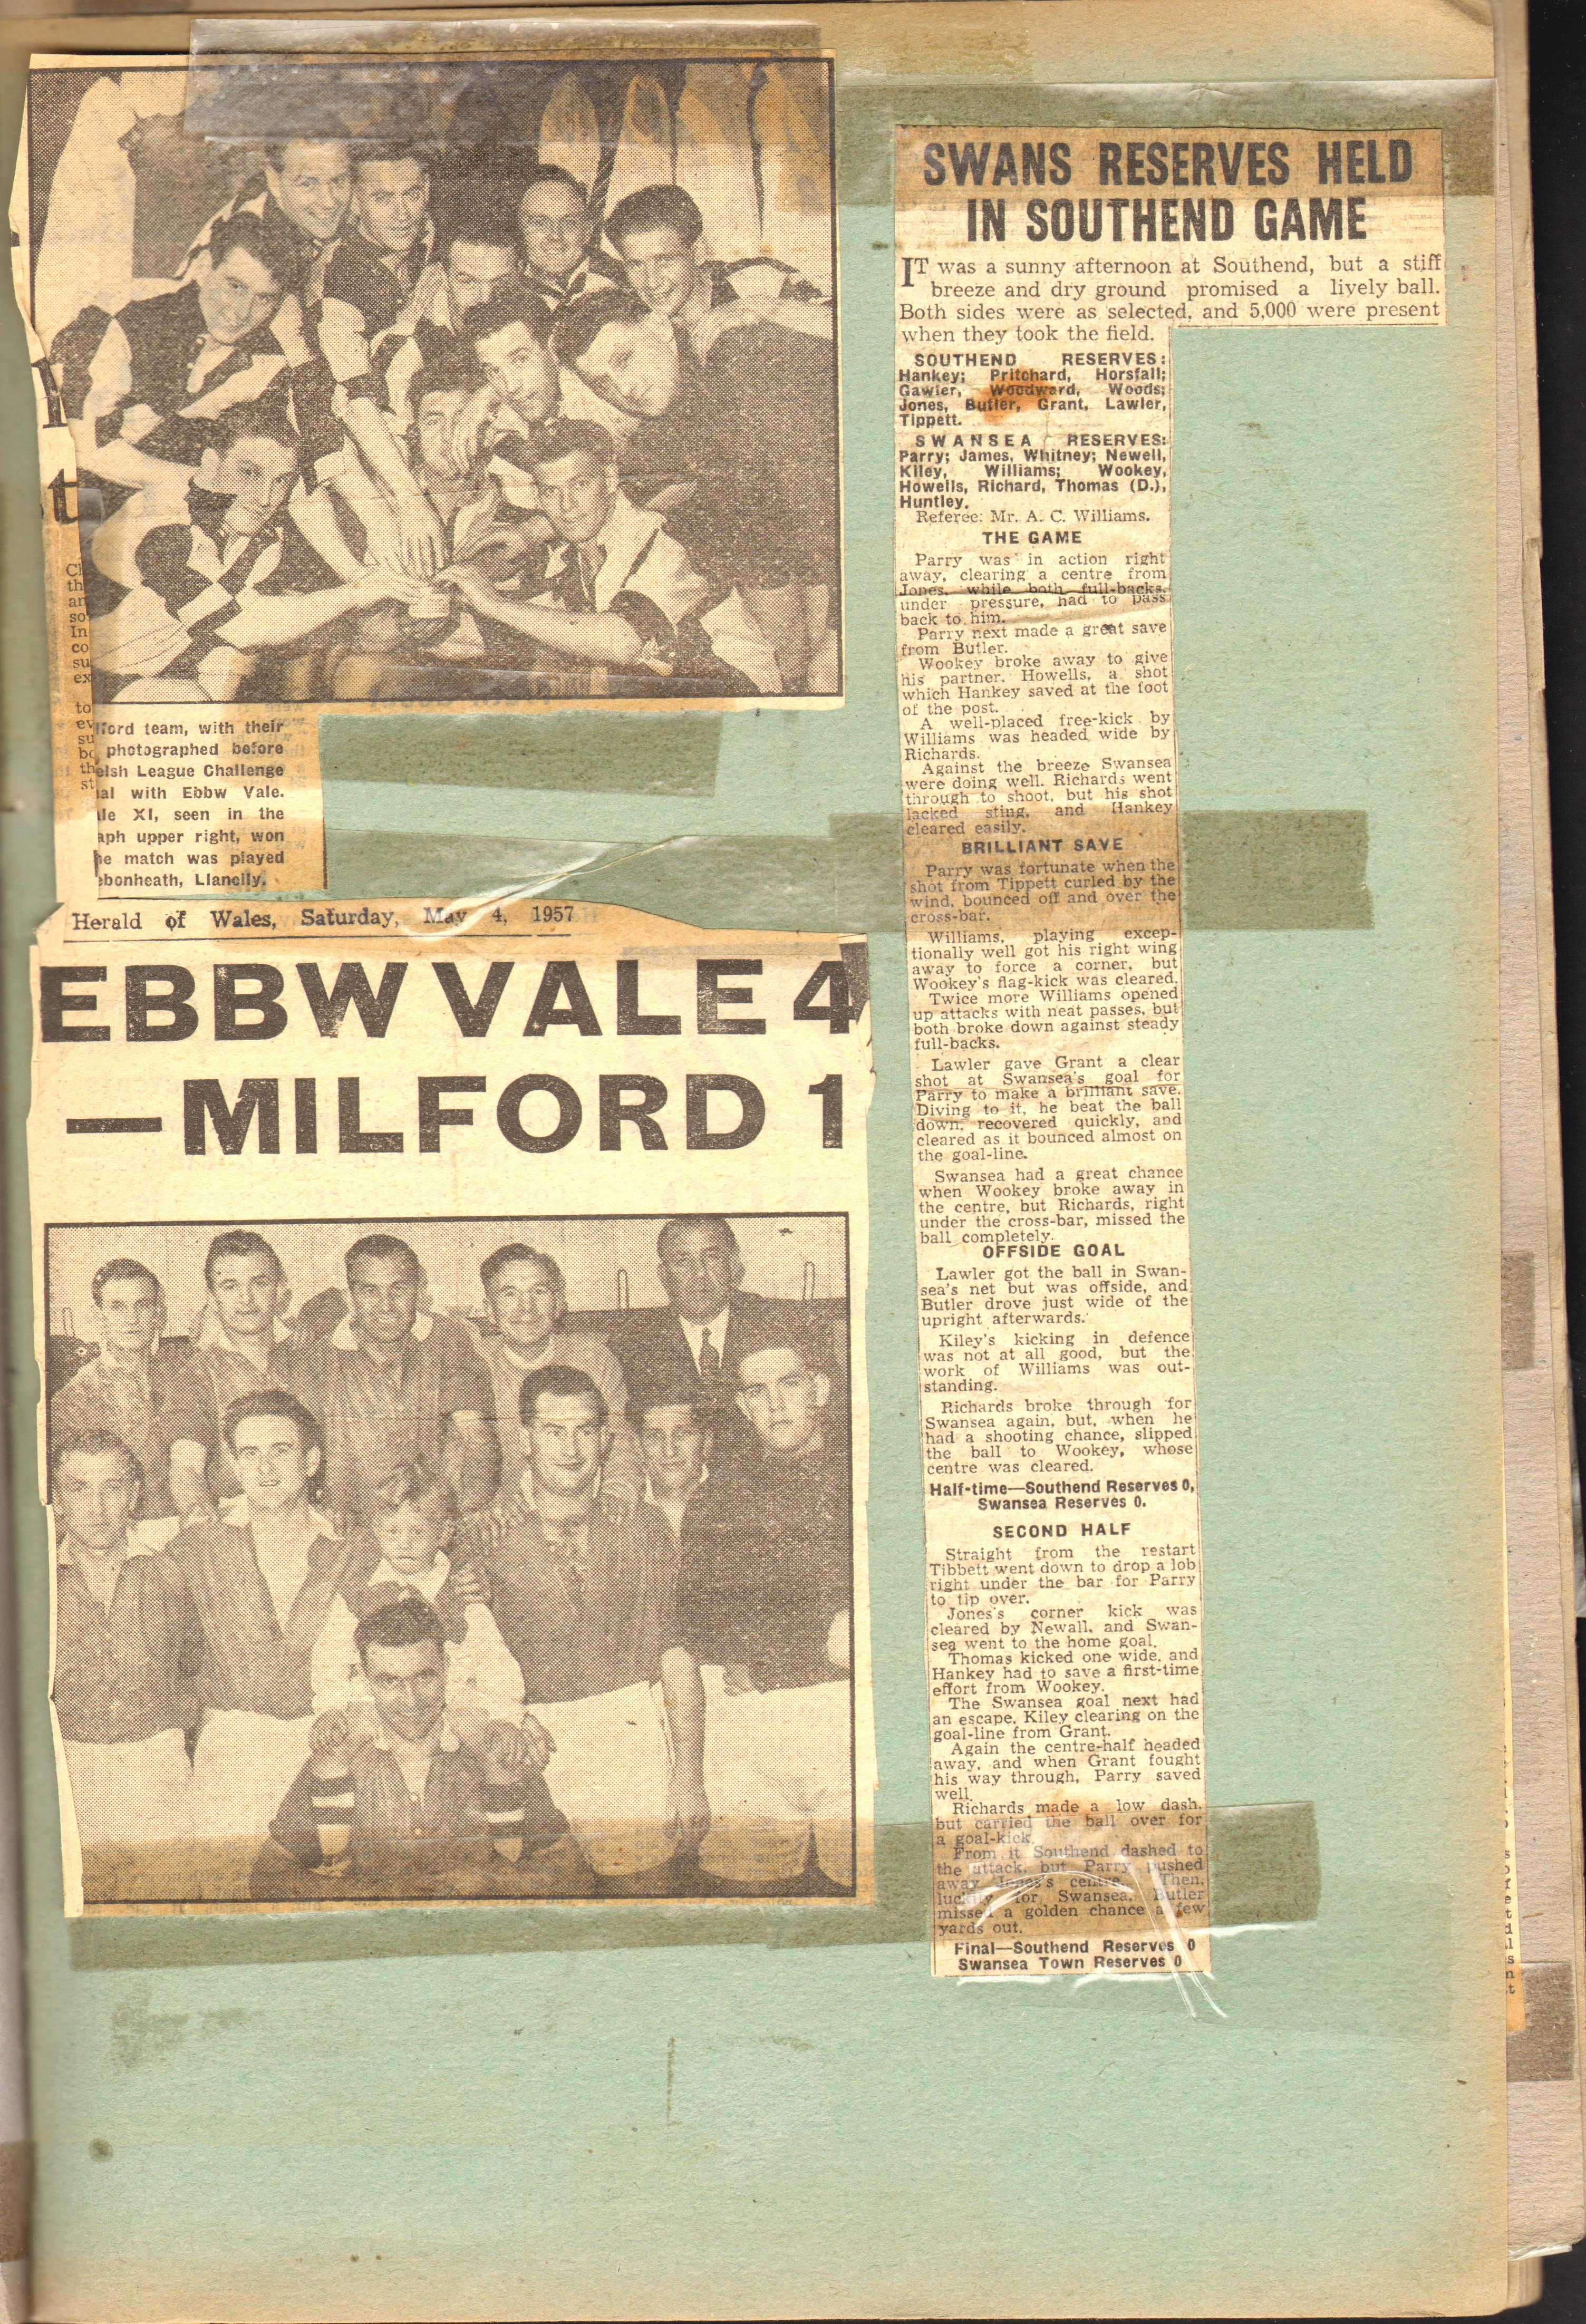 l
t
Ch
th
an
so
In
co
su
ex
to
ev
su
bo
th
st
lford team, with their
photographed before
elsh League Challenge
al with Ebbw Vale.
le XI, seen in the
aph upper right, won
he match was played
ebonheath, Llanelly.
Herald of Wales, Saturday, May 4, 1957
EBBW VALE 4
—MILFORD 1
SWANS RESERVES HELD
IN SOUTHEND GAME
IT was a sunny afternoon at Southend, but a stiff
breeze and dry ground promised a lively ball.
Both sides were as selected, and 5,000 were present
when they took the field.
SOUTHEND RESERVES:
Hankey; Pritchard, Horsfall;
Gawler, Woodward, Woods;
Jones, Butler, Grant, Lawler,
Tippett.
SWANSEA RESERVES:
Parry; James, Whitney; Newell,
Kiley, Williams; Wookey,
Howells, Richard, Thomas (D.),
Huntley.
Referee: Mr. A. C. Williams.
THE GAME
Parry was in action right
away, clearing a centre from
Jones, while both full-backs,
under pressure, had to pass
back to him.
Parry next made a great save
from Butler.
Wookey broke away to give
his partner, Howells, a shot
which Hankey saved at the foot
of the post.
A well-placed free-kick by
Williams was headed wide by
Richards.
Against the breeze Swansea
were doing well. Richards went
through to shoot, but his shot
lacked sting, and Hankey
cleared easily.
BRILLIANT SAVE
Parry was fortunate when the
shot from Tippett curled by the
wind, bounced off and over the
cross-bar.
Williams, playing excep-
tionally well got his right wing
away to force a corner, but
Wookey's flag-kick was cleared.
Twice more Williams opened
up attacks with neat passes, but
both broke down against steady
full-backs.
Lawler gave Grant a clear
shot at Swansea's goal for
Parry to make a brilliant save.
Diving to it, he beat the ball
down, recovered quickly, and
cleared as it bounced almost on
the goal-line.
Swansea had a great chance
when Wookey broke away in
the centre, but Richards, right
under the cross-bar, missed the
ball completely.
OFFSIDE GOAL
Lawler got the ball in Swan-
sea's net but was offside, and
Butler drove just wide of the
upright afterwards.
Kiley's kicking in defence
was not at all good, but the
work of Williams was out-
standing.
Richards broke through for
Swansea again, but, when he
had a shooting chance, slipped
the ball to Wookey, whose
centre was cleared.
Half-time—Southend Reserves 0,
Swansea Reserves 0.
SECOND HALF
Straight from the restart
Tibbett went down to drop a lob
right under the bar for Parry
to tip over.
Jones's corner kick was
cleared by Newall, and Swan-
sea went to the home goal.
Thomas kicked one wide, and
Hankey had to save a first-time
effort from Wookey.
The Swansea goal next had
an escape, Kiley clearing on the
goal-line from Grant.
Again the centre-half headed
away, and when Grant fought
his way through, Parry saved
well.
Richards made a low dash,
but carried the ball over for
a goal-kick.
From it Southend dashed to
the attack, but Parry pushed
away Jones's centre. Then,
luckily for Swansea, Butler
missed a golden chance a few
yards out.
Final—Southend Reserves 0
Swansea Town Reserves 0